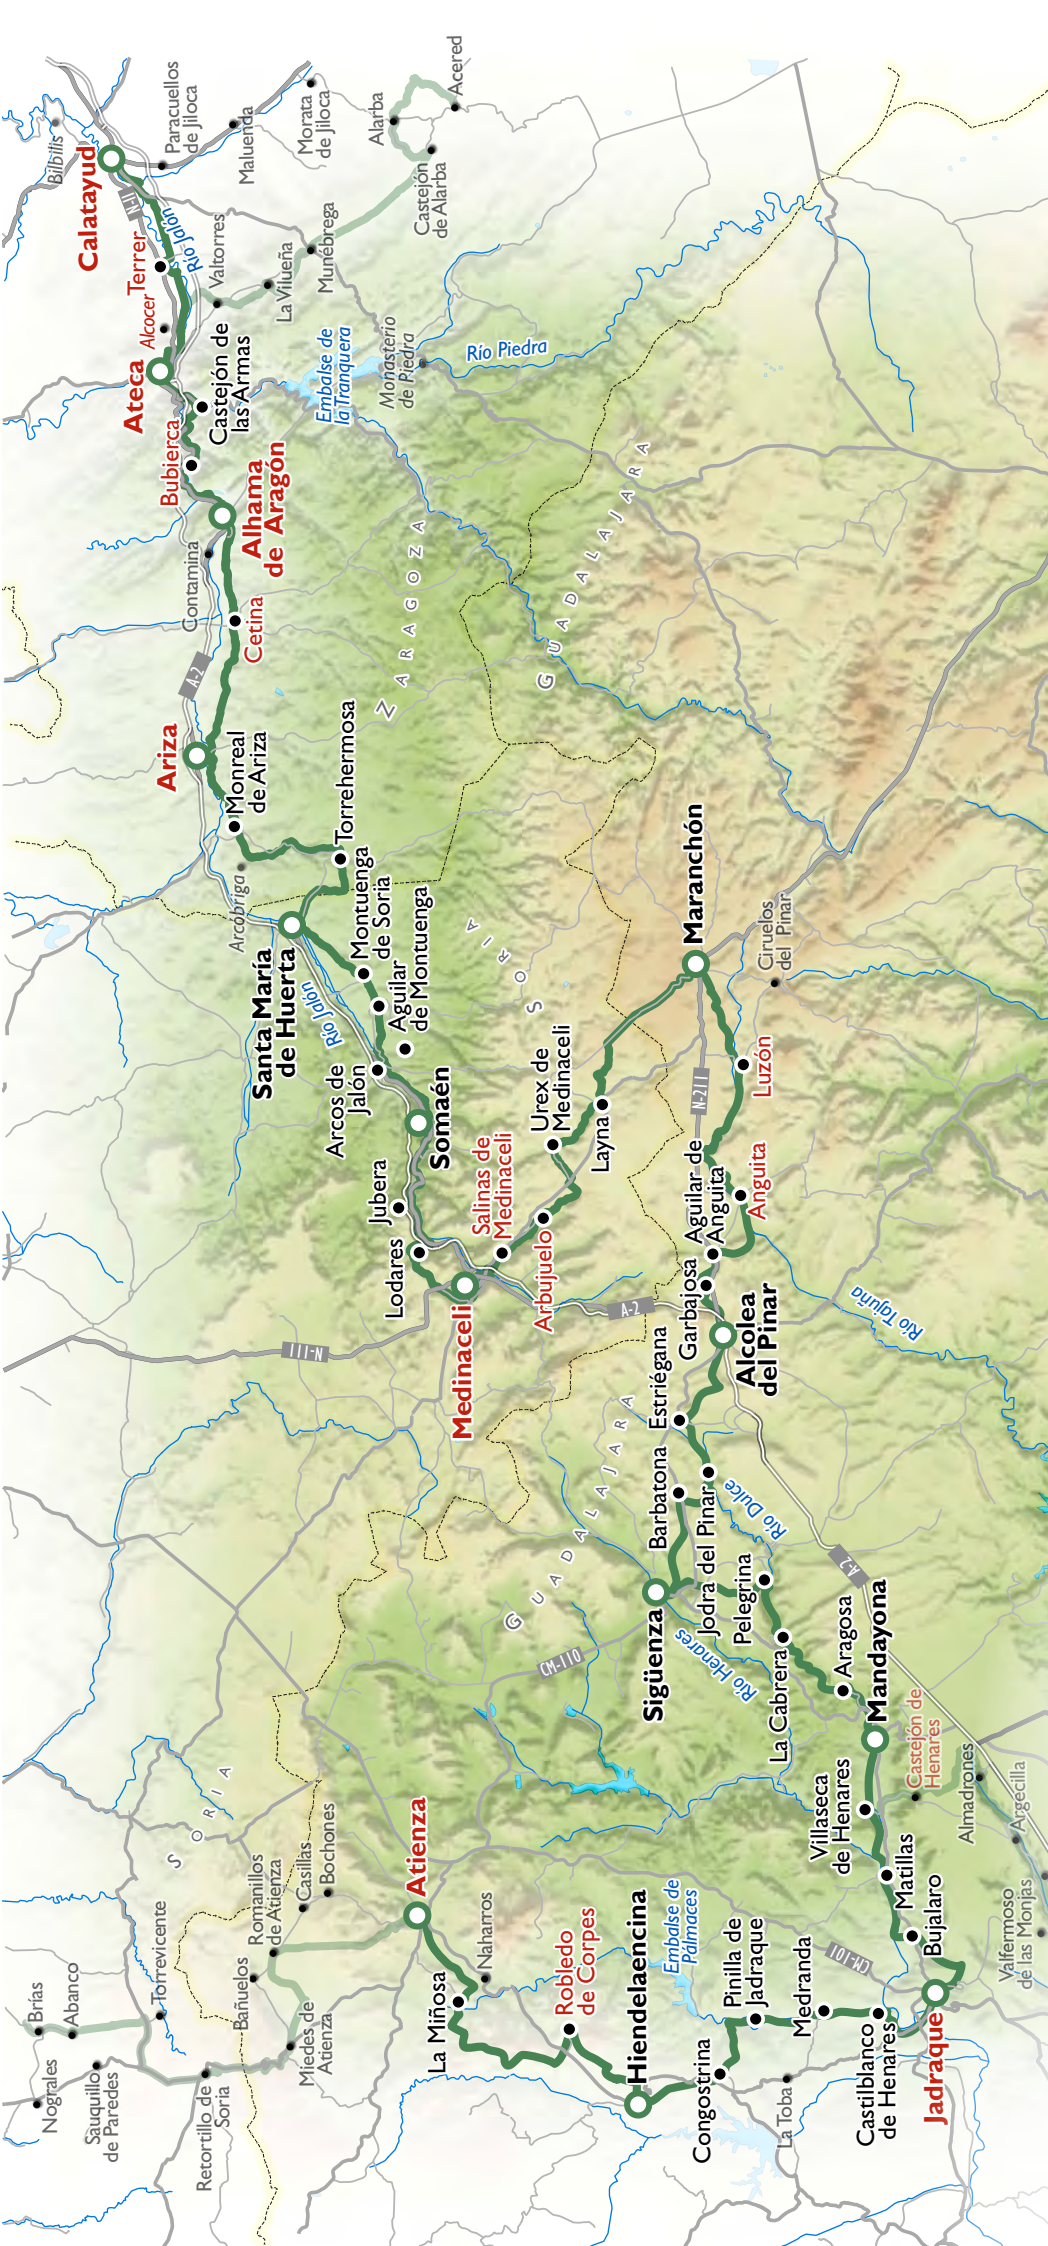 Brías
Abanco
Nograles
Sauquillo
de Paredes
Torrevicente
Retortillo de
Soria
Bañuelos
Romanillos
de Atienza
Miedes de
Atienza
Casillas
Bochones
SORIA
Atienza
Naharros
La Miñosa
Robledo
de Corpes
Hiendelaencina
Embalse de
Pálmaces
Congostrina
Pinilla de
Jadraque
La Toba
Medranda
Castilblanco
de Henares
Jadraque
CM-101
Bujalaro
Matillas
Villaseca
de Henares
Castejón de
Henares
Almadrones
Argecilla
Valfermoso
de las Monjas
Mandayona
Aragosa
La Cabrera
Pelegrina
Río Henares
Sigüenza
CM-110
GUADALAJARA
Jodra del Pinar
Río Dulce
Barbatona
Estriégana
A-2
Alcolea
del Pinar
Garbajosa
Aguilar de
Anguita
Anguita
Río Tajuña
Luzón
N-211
Ciruelos
del Pinar
Maranchón
Layna
Urex de
Medinaceli
Arbujuelo
Salinas de
Medinaceli
A-2
Medinaceli
N-111
Lodares
Jubera
Somaén
Arcos de
Jalón
Aguilar
de Montuenga
Montuenga
de Soria
Río Jalón
Santa María
de Huerta
SORIA
Arcóbriga
Torrehermosa
Monreal
de Ariza
Ariza
A-2
Cetina
Contamina
Alhama
de Aragón
ZARAGOZA
GUADALAJARA
Bubierca
Castejón de
las Armas
Ateca
Alcocer
Terrer
Embalse de
la Tranquera
Monasterio
de Piedra
Río Piedra
Valtorres
La Vilueña
Munébrega
Río Jalón
N-II
Calatayud
Bílbilis
Paracuellos
de Jiloca
Maluenda
Morata
de Jiloca
Alarba
Castejón
de Alarba
Acered